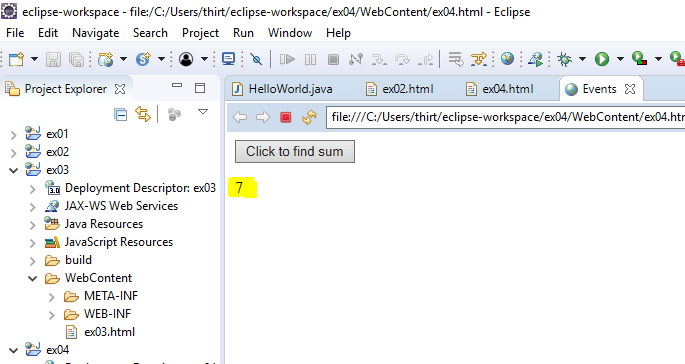 eclipse-workspace - file:/C:/Users/thirt/eclipse-workspace/ex04/WebContent/ex04.html - Eclipse
File Edit Navigate Search Project Run Window Help
Project Explorer
HelloWorld.java ex02.html ex04.html Events
file:///C:/Users/thirt/eclipse-workspace/ex04/WebContent/ex04.htm
ex01
ex02
ex03
3.0 Deployment Descriptor: ex03
JAX-WS Web Services
Java Resources
JavaScript Resources
build
WebContent
META-INF
WEB-INF
ex03.html
ex04
Click to find sum
7